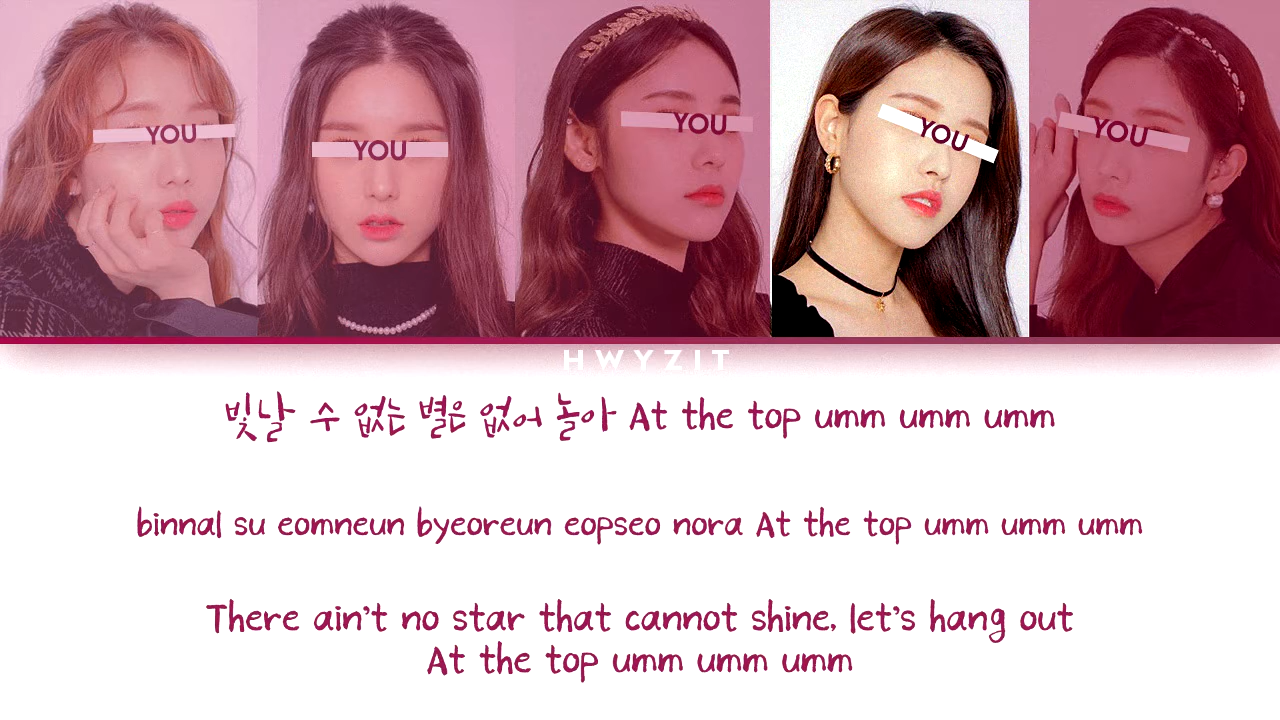 YOU
YOU
YOU
YOU
YOU
HWYZIT
빛날 수 없는 별은 없어 놀아 At the top umm umm umm
binnal su eomneun byeoreun eopseo nora At the top umm umm umm
There ain't no star that cannot shine, let's hang out
At the top umm umm umm